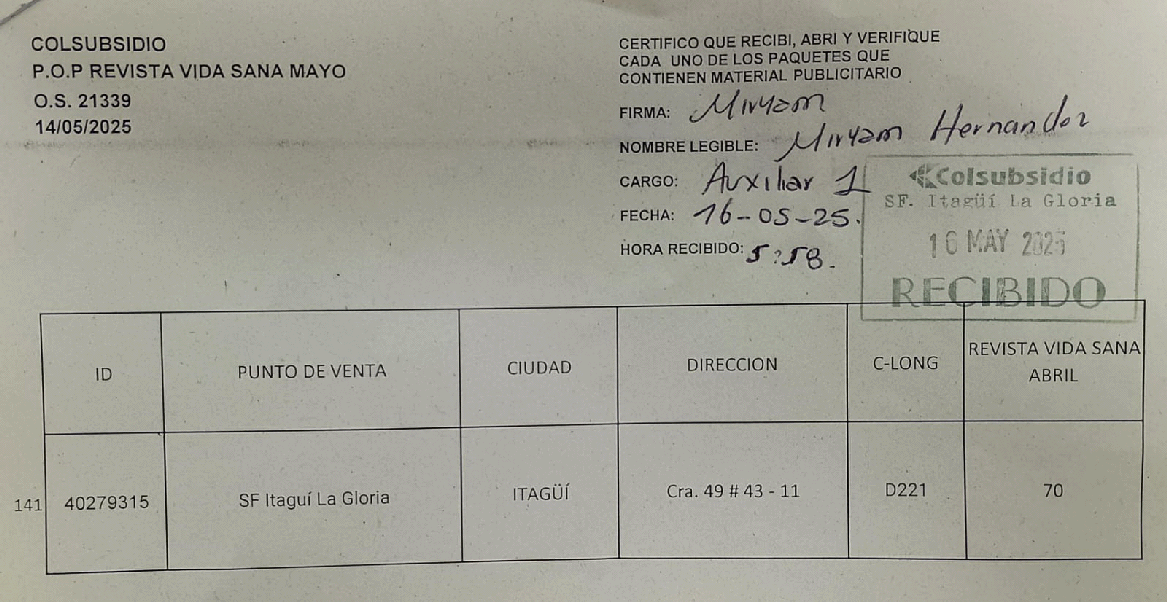 COLSUBSIDIO
P.O.P REVISTA VIDA SANA MAYO
O.S. 21339
14/05/2025
CERTIFICO QUE RECIBI, ABRI Y VERIFIQUE
CADA UNO DE LOS PAQUETES QUE
CONTIENEN MATERIAL PUBLICITARIO
FIRMA: Miryam
NOMBRE LEGIBLE: Miryam Hernandez
CARGO: Auxiliar 1
FECHA: 16-05-25.
HORA RECIBIDO: 5:58.
Colsubsidio
SF. Itagüí La Gloria
16 MAY 2025
RECIBIDO
ID PUNTO DE VENTA CIUDAD DIRECCION C-LONG REVISTA VIDA SANA ABRIL
141 40279315 SF Itaguí La Gloria ITAGÜÍ Cra. 49 # 43 - 11 D221 70